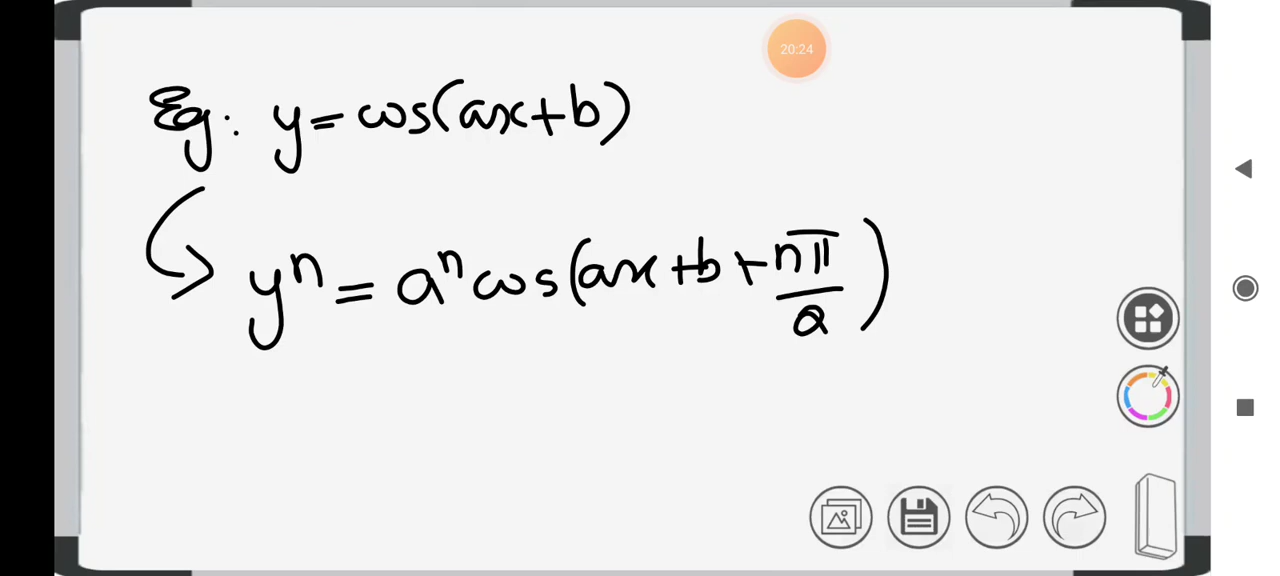 20:24
Eg: y=cos(ax+b)
yⁿ = aⁿ cos(ax+b+nπ/2)